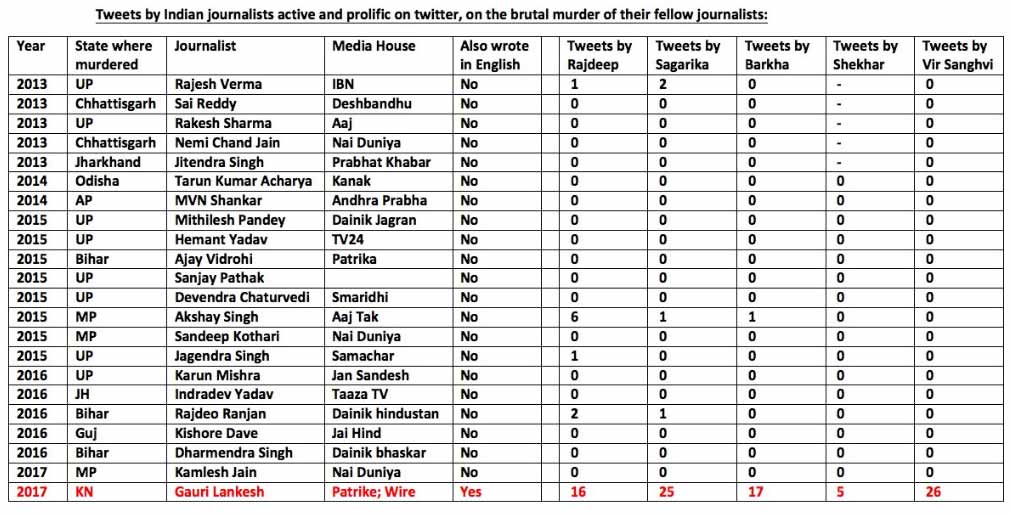 Tweets by Indian journalists active and prolific on twitter, on the brutal murder of their fellow journalists:
Year State where murdered Journalist Media House Also wrote in English Tweets by Rajdeep Tweets by Sagarika Tweets by Barkha Tweets by Shekhar Tweets by Vir Sanghvi
2013 UP Rajesh Verma IBN No 1 2 0 - 0
2013 Chhattisgarh Sai Reddy Deshbandhu No 0 0 0 - 0
2013 UP Rakesh Sharma Aaj No 0 0 0 - 0
2013 Chhattisgarh Nemi Chand Jain Nai Duniya No 0 0 0 - 0
2013 Jharkhand Jitendra Singh Prabhat Khabar No 0 0 0 - 0
2014 Odisha Tarun Kumar Acharya Kanak No 0 0 0 0 0
2014 AP MVN Shankar Andhra Prabha No 0 0 0 0 0
2015 UP Mithilesh Pandey Dainik Jagran No 0 0 0 0 0
2015 UP Hemant Yadav TV24 No 0 0 0 0 0
2015 Bihar Ajay Vidrohi Patrika No 0 0 0 0 0
2015 UP Sanjay Pathak No 0 0 0 0 0
2015 UP Devendra Chaturvedi Smaridhi No 0 0 0 0 0
2015 MP Akshay Singh Aaj Tak No 6 1 1 0 0
2015 MP Sandeep Kothari Nai Duniya No 0 0 0 0 0
2015 UP Jagendra Singh Samachar No 1 0 0 0 0
2016 UP Karun Mishra Jan Sandesh No 0 0 0 0 0
2016 JH Indradev Yadav Taaza TV No 0 0 0 0 0
2016 Bihar Rajdeo Ranjan Dainik hindustan No 2 1 0 0 0
2016 Guj Kishore Dave Jai Hind No 0 0 0 0 0
2016 Bihar Dharmendra Singh Dainik bhaskar No 0 0 0 0 0
2017 MP Kamlesh Jain Nai Duniya No 0 0 0 0 0
2017 KN Gauri Lankesh Patrike; Wire Yes 16 25 17 5 26